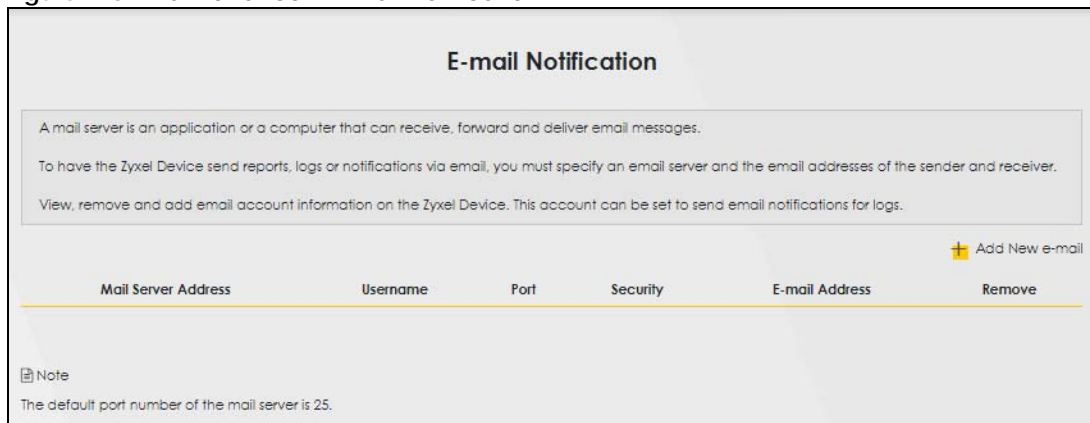 E-mail Notification
A mail server is an application or a computer that can receive, forward and deliver email messages.
To have the Zyxel Device send reports, logs or notifications via email, you must specify an email server and the email addresses of the sender and receiver.
View, remove and add email account information on the Zyxel Device. This account can be set to send email notifications for logs.
+ Add New e-mail
Mail Server Address Username Port Security E-mail Address Remove
Note
The default port number of the mail server is 25.